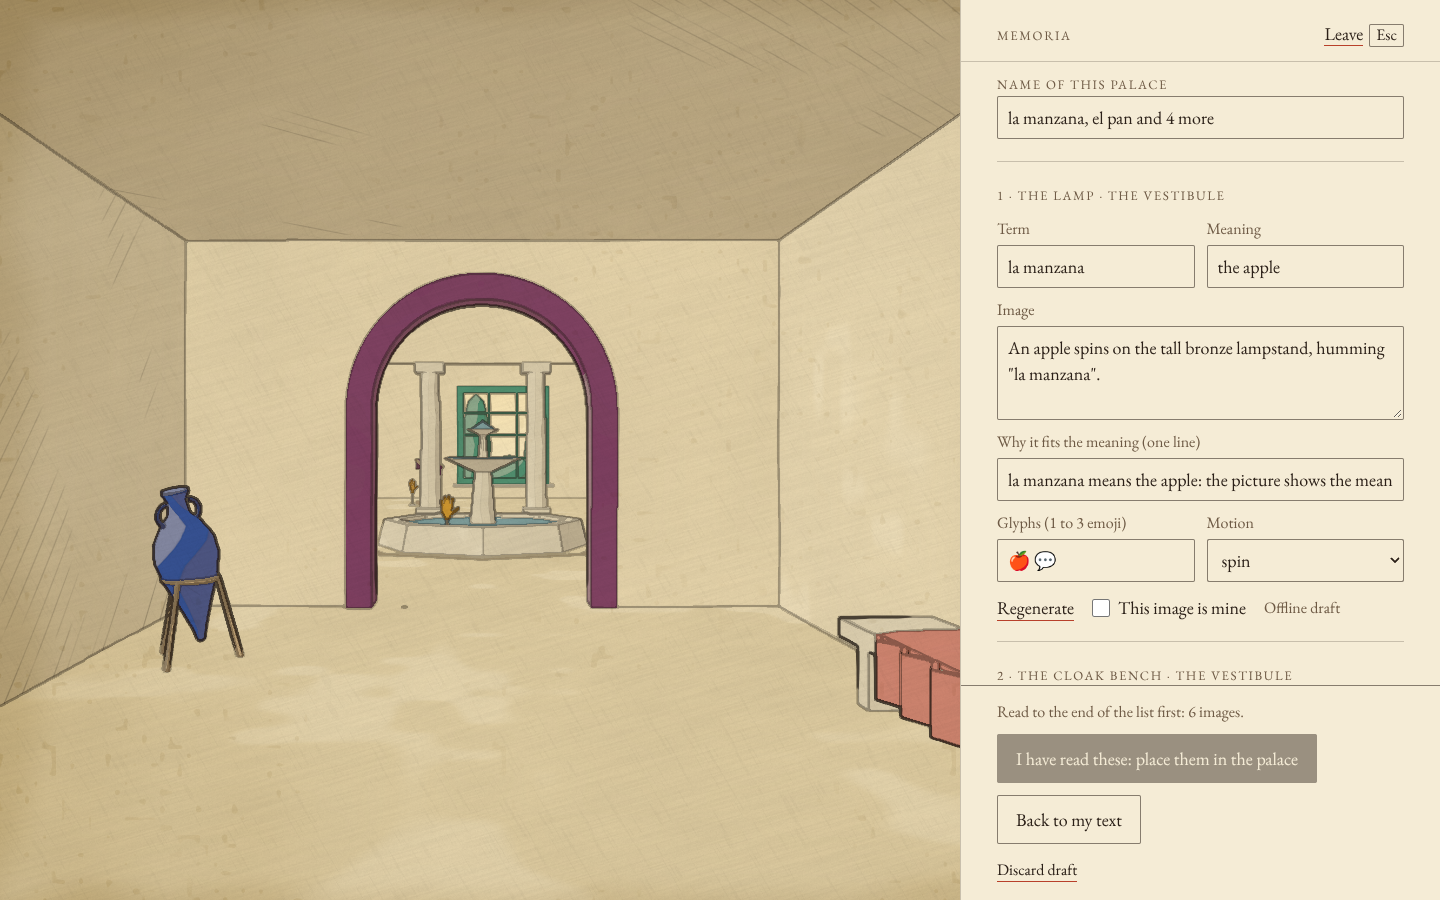 MEMORIA
Leave Esc
NAME OF THIS PALACE
la manzana, el pan and 4 more
1 · THE LAMP · THE VESTIBULE
Term Meaning
la manzana the apple
Image
An apple spins on the tall bronze lampstand, humming
"la manzana".
Why it fits the meaning (one line)
la manzana means the apple: the picture shows the mean
Glyphs (1 to 3 emoji) Motion
🍎💬 spin
Regenerate This image is mine Offline draft
2 · THE CLOAK BENCH · THE VESTIBULE
Read to the end of the list first: 6 images.
I have read these: place them in the palace
Back to my text
Discard draft